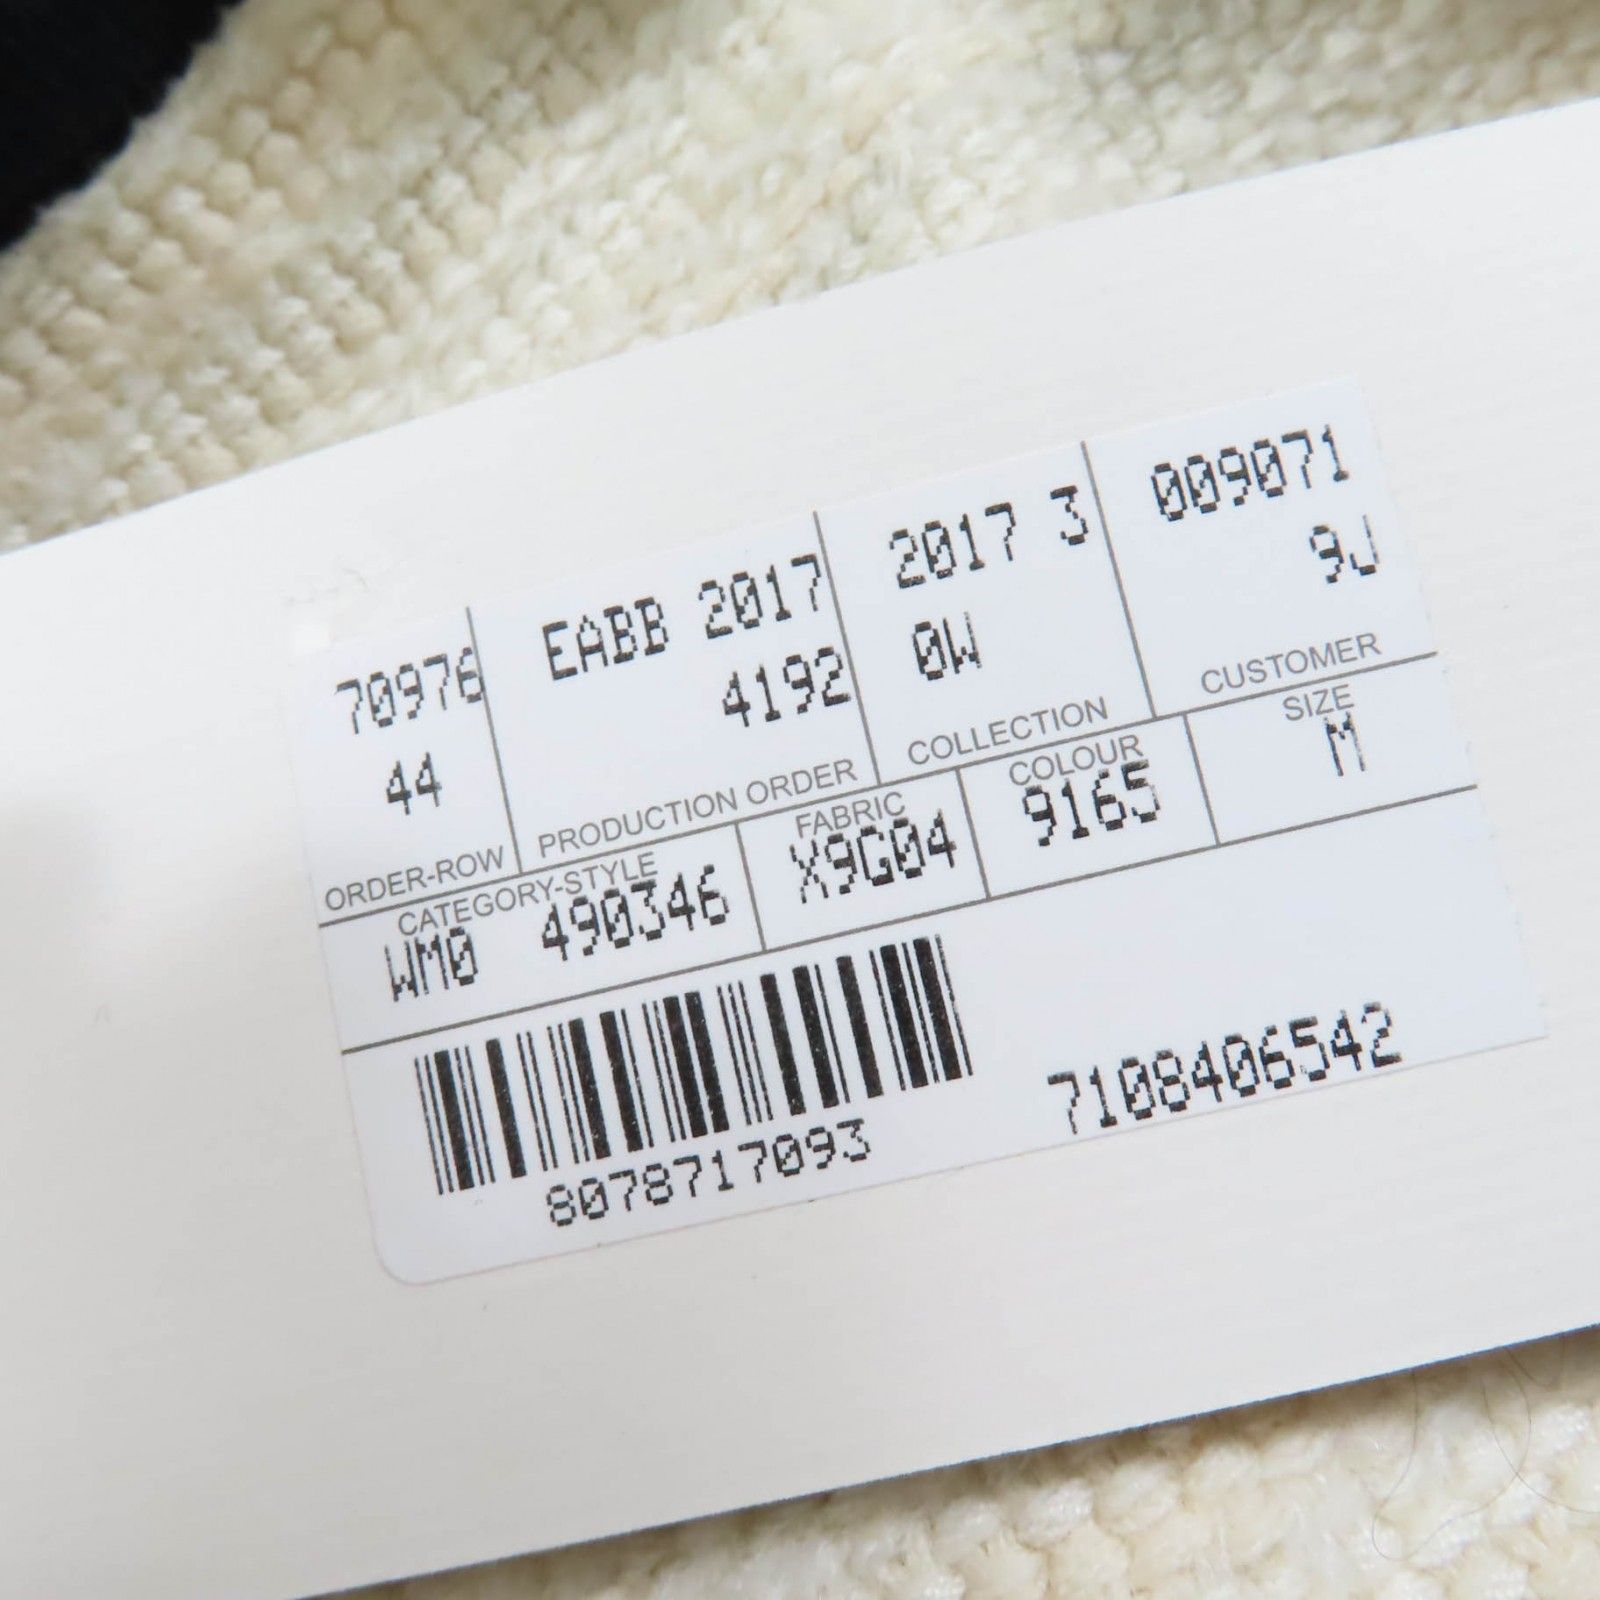 70976 EABB 2017 2017 3 009071
44 4192 0W 9J
ORDER-ROW PRODUCTION ORDER COLLECTION CUSTOMER
CATEGORY-STYLE FABRIC COLOUR SIZE
WM0 490346 X9G04 9165 M
8078717093 7108406542